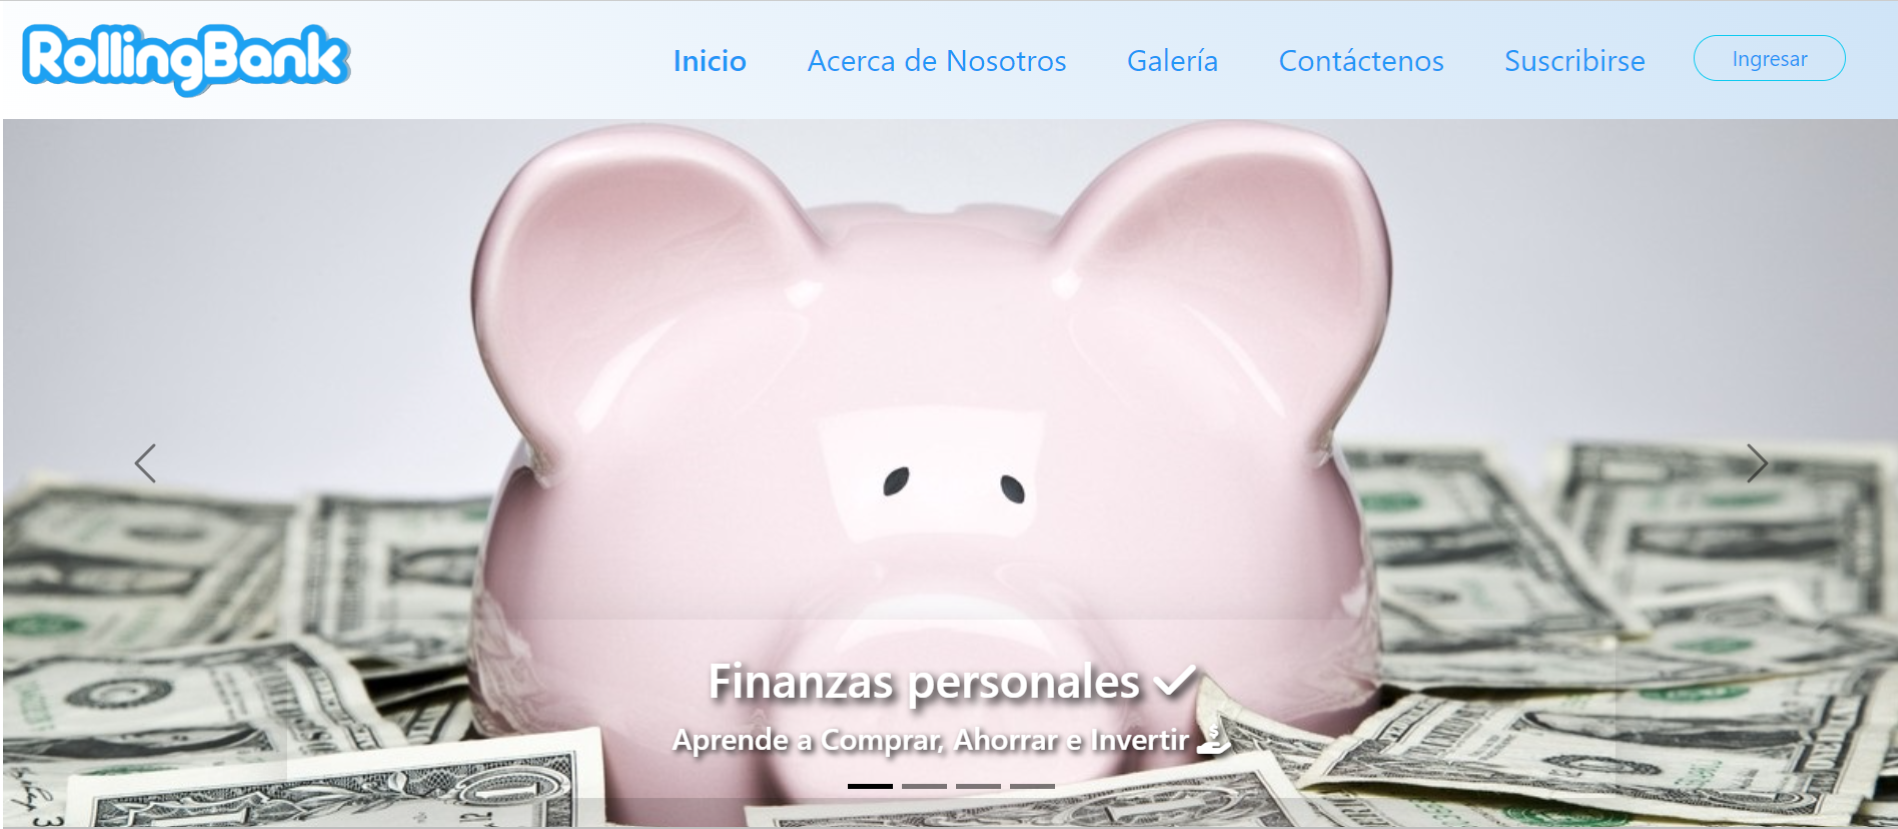 RollingBank
Inicio Acerca de Nosotros Galería Contáctenos Suscribirse Ingresar
Finanzas personales
Aprende a Comprar, Ahorrar e Invertir